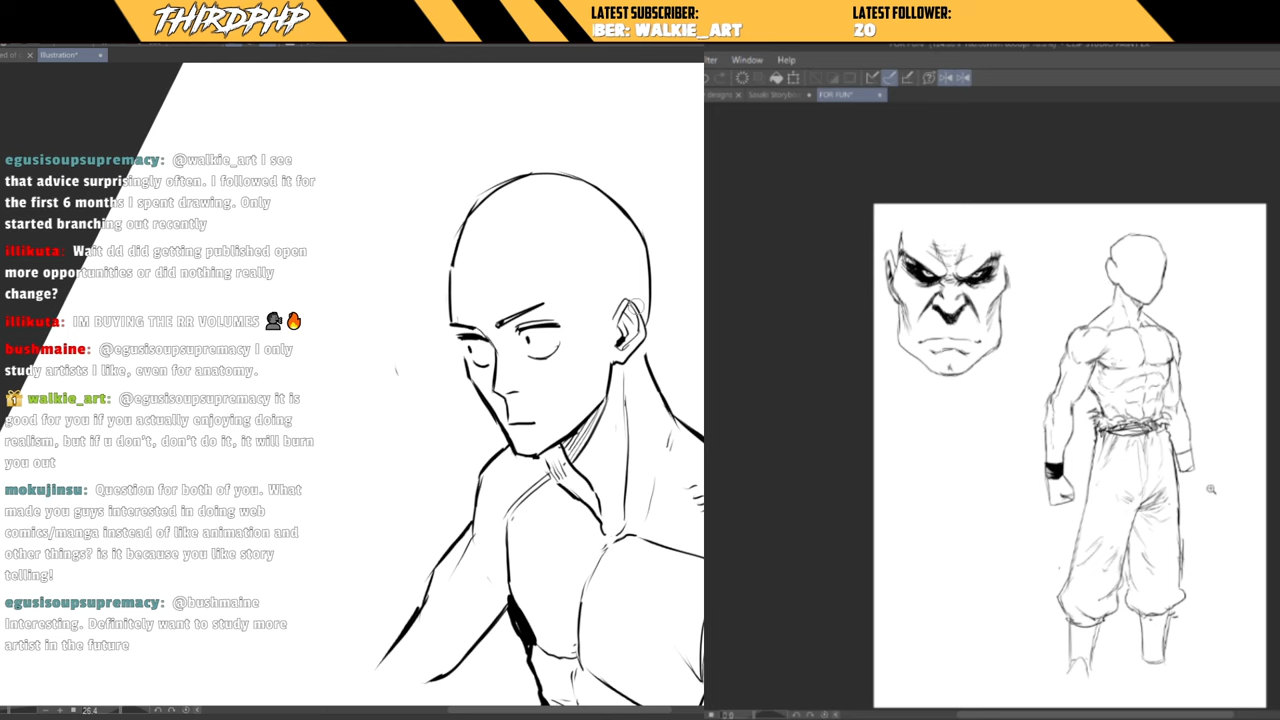 THIRDPHP
LATEST SUBSCRIBER:
BER: WALKIE_ART
LATEST FOLLOWER:
ZO
Illustration*
Window
Help
designs
Sasaki Storybo
FOR FUN*
egusisoupsupremacy: @walkie_art I see
that advice surprisingly often. I followed it for
the first 6 months I spent drawing. Only
started branching out recently
illikuta: Wait dd did getting published open
more opportunities or did nothing really
change?
illikuta: IM BUYING THE RR VOLUMES
bushmaine: @egusisoupsupremacy I only
study artists I like, even for anatomy.
walkie_art: @egusisoupsupremacy it is
good for you if you actually enjoying doing
realism, but if u don't, don't do it, it will burn
you out
mokujinsu: Question for both of you. What
made you guys interested in doing web
comics/manga instead of like animation and
other things? is it because you like story
telling!
egusisoupsupremacy: @bushmaine
Interesting. Definitely want to study more
artist in the future
26.4